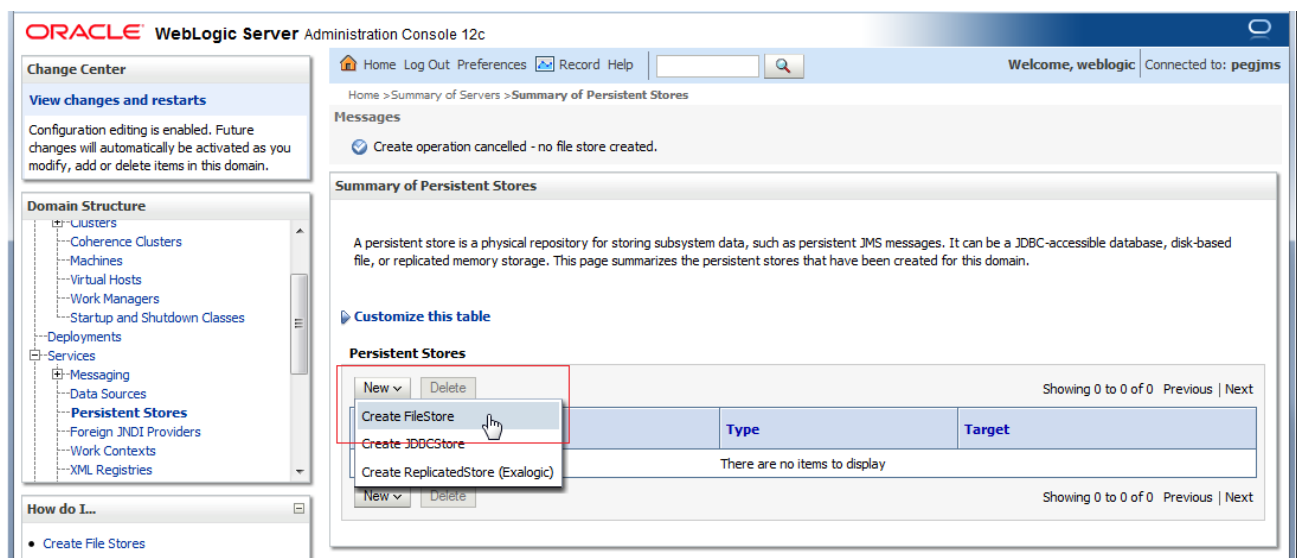 ORACLE WebLogic Server Administration Console 12c
Change Center
View changes and restarts
Configuration editing is enabled. Future
changes will automatically be activated as you
modify, add or delete items in this domain.
Domain Structure
Clusters
Coherence Clusters
Machines
Virtual Hosts
Work Managers
Startup and Shutdown Classes
Deployments
Services
Messaging
Data Sources
Persistent Stores
Foreign JNDI Providers
Work Contexts
XML Registries
How do I...
Create File Stores
Home Log Out Preferences Record Help
Welcome, weblogic Connected to: pegjms
Home >Summary of Servers >Summary of Persistent Stores
Messages
Create operation cancelled - no file store created.
Summary of Persistent Stores
A persistent store is a physical repository for storing subsystem data, such as persistent JMS messages. It can be a JDBC-accessible database, disk-based
file, or replicated memory storage. This page summarizes the persistent stores that have been created for this domain.
Customize this table
Persistent Stores
New Delete
Showing 0 to 0 of 0 Previous | Next
Create FileStore
Create JDBCStore
Create ReplicatedStore (Exalogic)
Type Target
There are no items to display
New Delete
Showing 0 to 0 of 0 Previous | Next